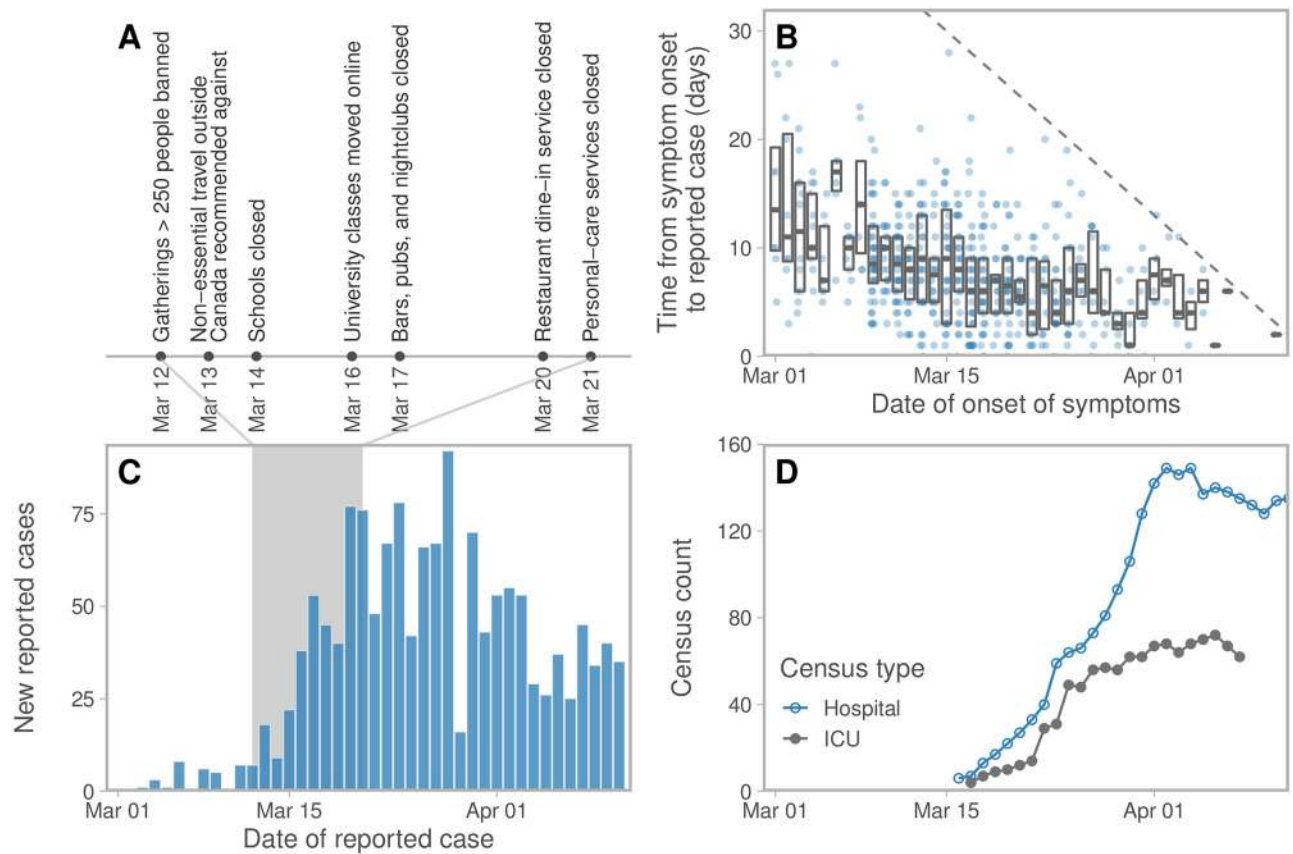 A
Gatherings > 250 people banned
Non−essential travel outside
Canada recommended against
Schools closed
University classes moved online
Bars, pubs, and nightclubs closed
Restaurant dine−in service closed
Personal−care services closed
Mar 12
Mar 13
Mar 14
Mar 16
Mar 17
Mar 20
Mar 21
B
Time from symptom onset
to reported case (days)
30
20
10
0
Mar 01
Mar 15
Apr 01
Date of onset of symptoms
C
New reported cases
75
50
25
0
Mar 01
Mar 15
Apr 01
Date of reported case
D
Census count
160
120
80
40
0
Census type
Hospital
ICU
Mar 01
Mar 15
Apr 01